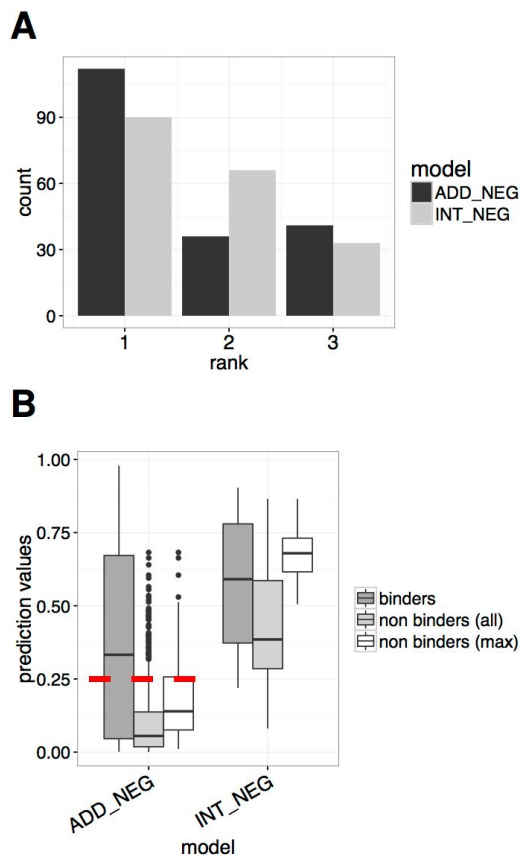 A
90
60
30
0
count
1 2 3
rank
model
ADD_NEG
INT_NEG
B
1.00
0.75
0.50
0.25
0.00
prediction values
ADD_NEG INT_NEG
model
binders
non binders (all)
non binders (max)